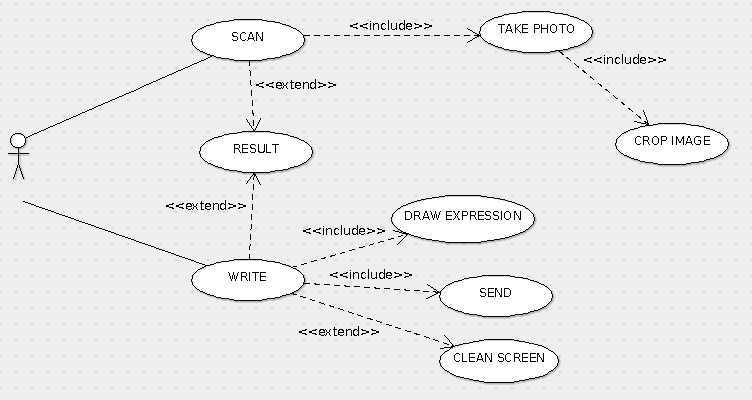 SCAN
<<include>>
TAKE PHOTO
<<include>>
<<extend>>
RESULT
CROP IMAGE
<<extend>>
DRAW EXPRESSION
<<include>>
WRITE
<<include>>
SEND
<<extend>>
CLEAN SCREEN